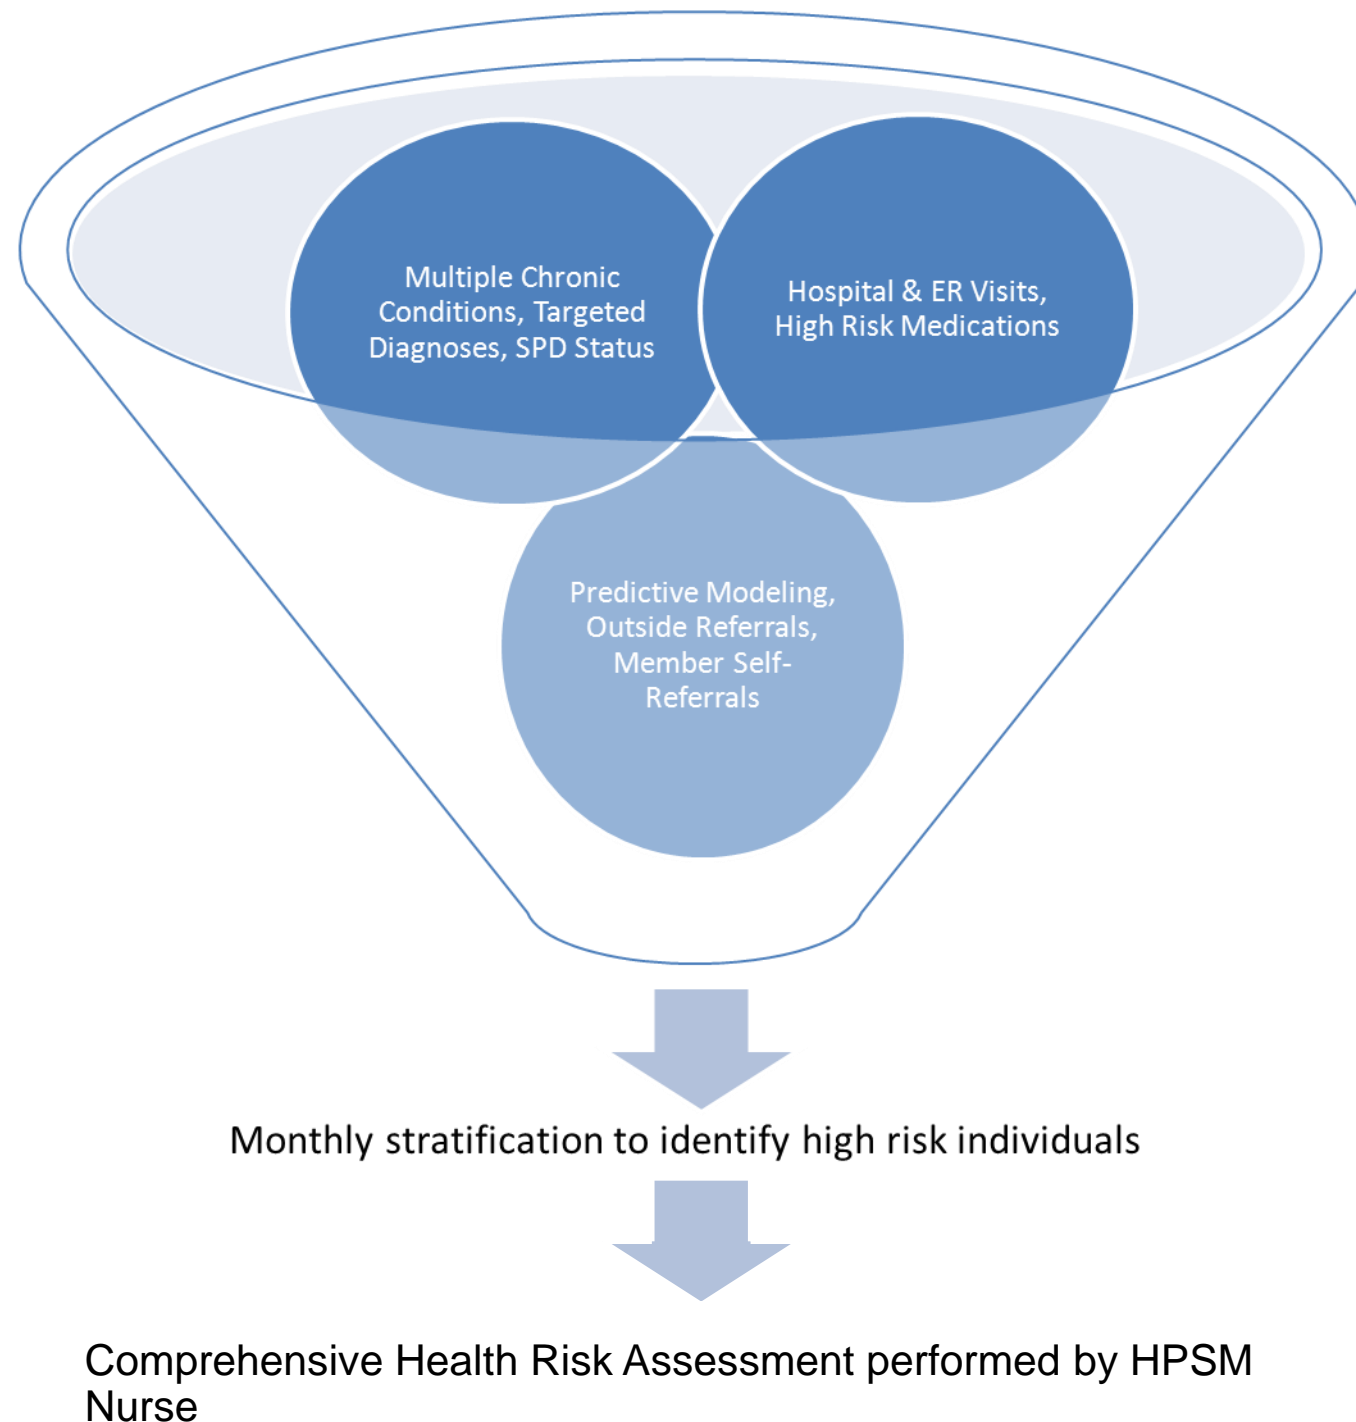 Multiple Chronic
Conditions, Targeted
Diagnoses, SPD Status
Hospital & ER Visits,
High Risk Medications
Predictive Modeling,
Outside Referrals,
Member Self-
Referrals
Monthly stratification to identify high risk individuals
Comprehensive Health Risk Assessment performed by HPSM
Nurse